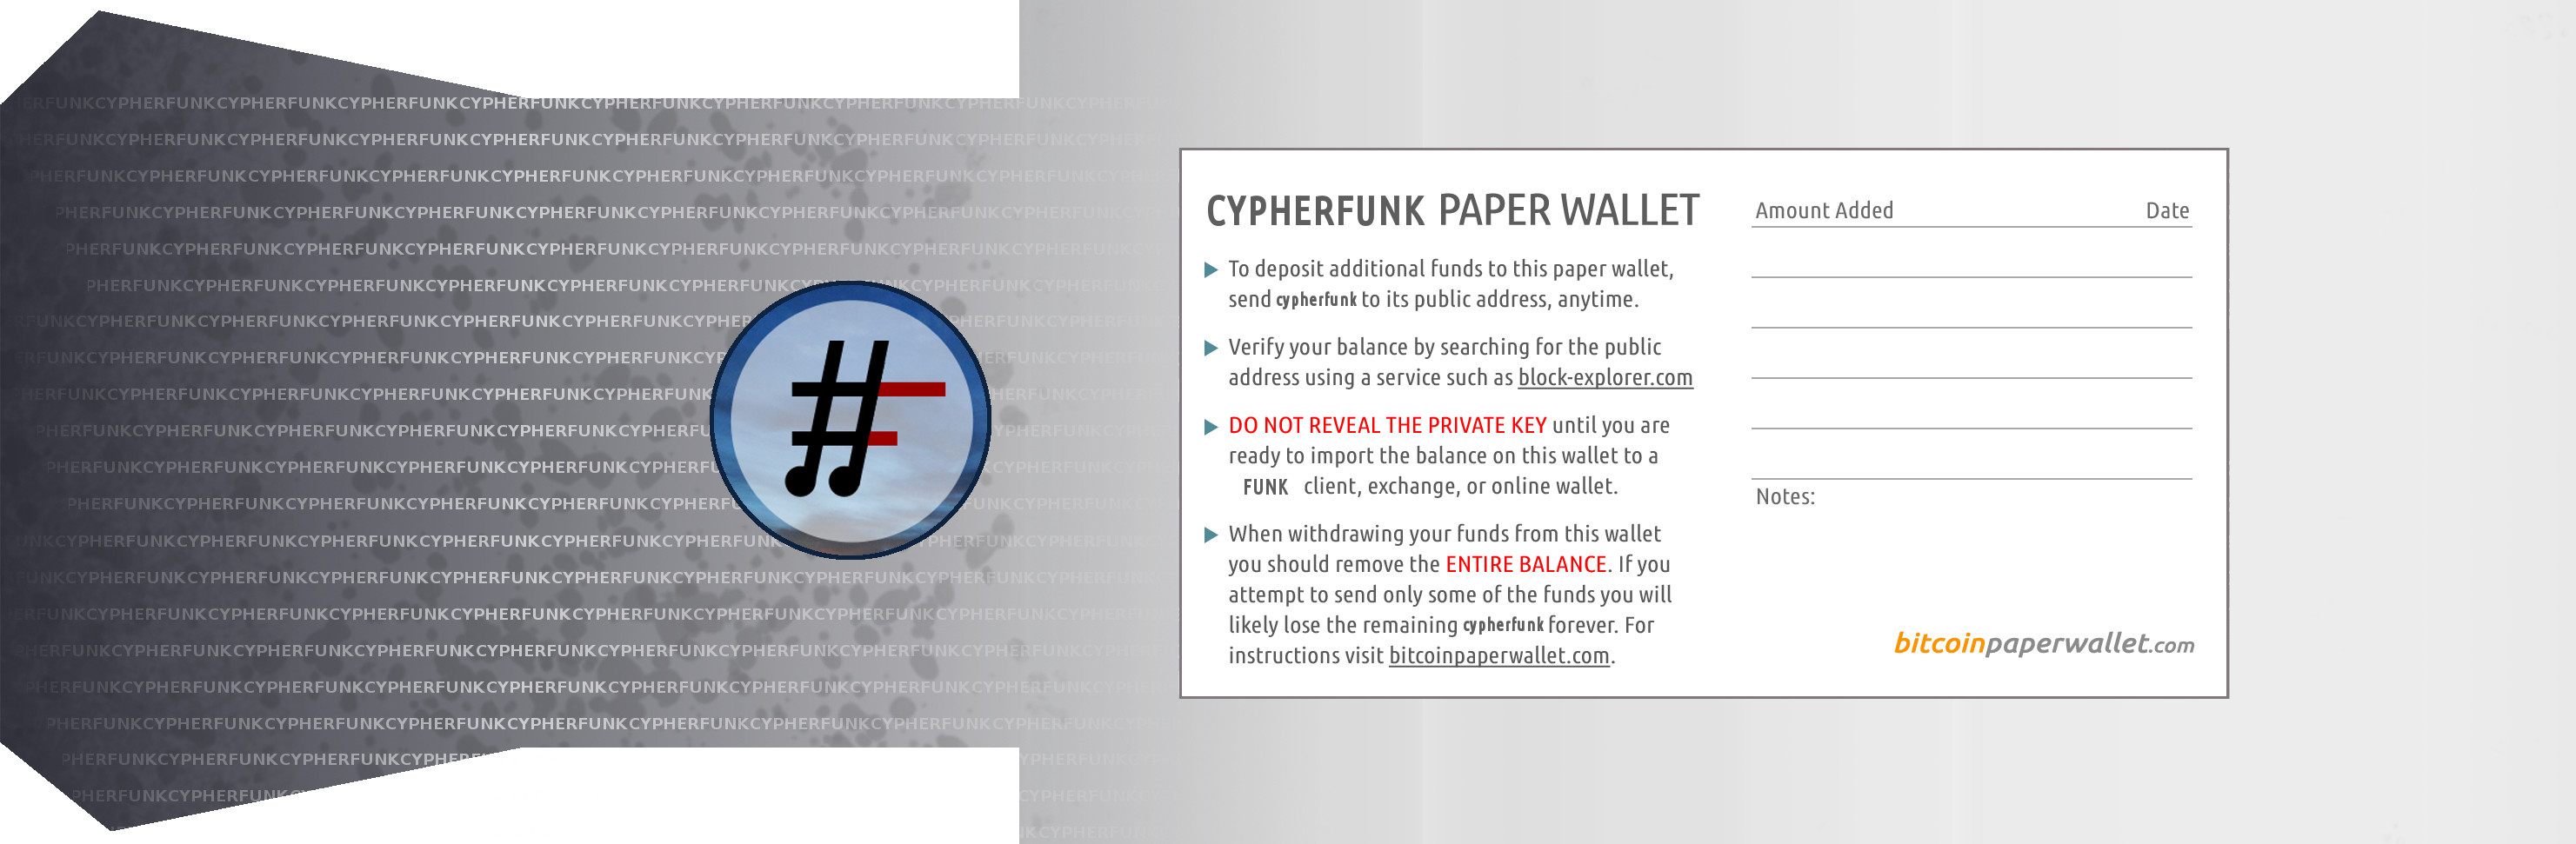 CYPHERFUNK PAPER WALLET
To deposit additional funds to this paper wallet,
send cypherfunk to its public address, anytime.
Verify your balance by searching for the public
address using a service such as block-explorer.com
DO NOT REVEAL THE PRIVATE KEY until you are
ready to import the balance on this wallet to a
FUNK client, exchange, or online wallet.
When withdrawing your funds from this wallet
you should remove the ENTIRE BALANCE. If you
attempt to send only some of the funds you will
likely lose the remaining cypherfunk forever. For
instructions visit bitcoinpaperwallet.com.
Amount Added Date
Notes:
bitcoinpaperwallet.com